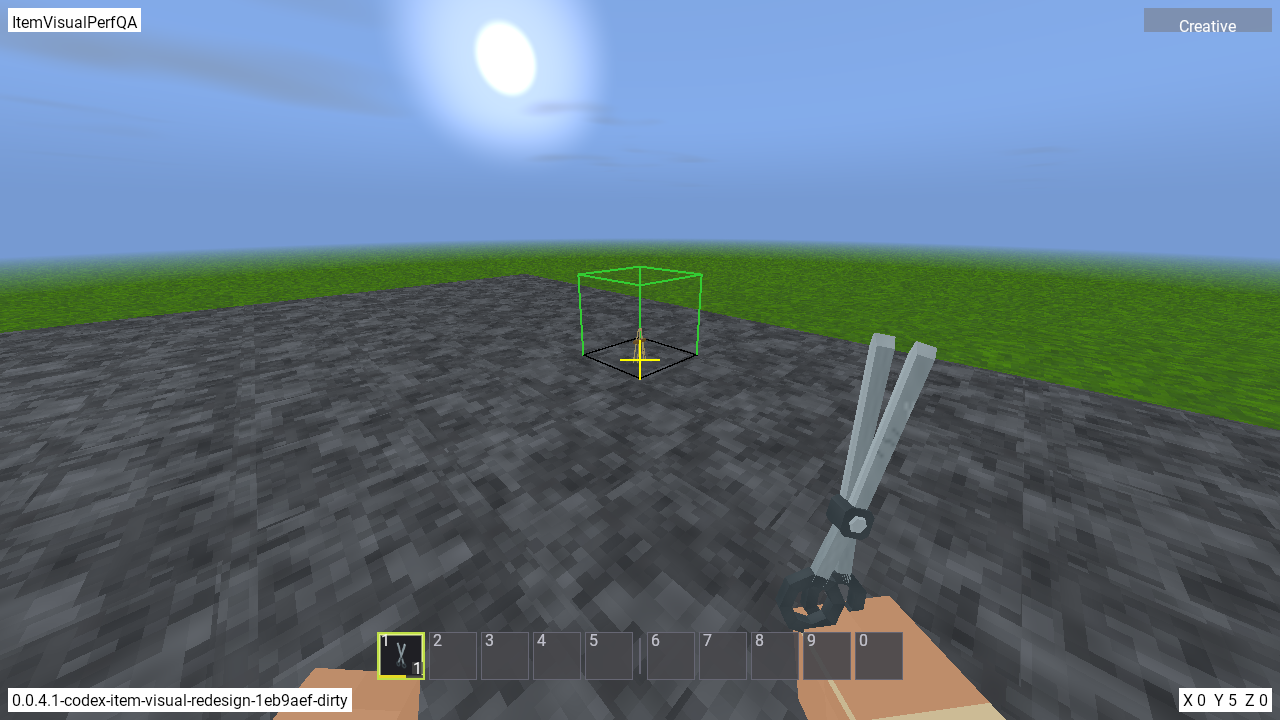 ItemVisualPerfQA
Creative
1 2 3 4 5 6 7 8 9 0
1
0.0.4.1-codex-item-visual-redesign-1eb9aef-dirty
X 0 Y 5 Z 0